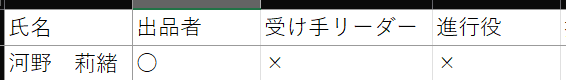 氏名 出品者 受け手リーダー 進行役
河野　莉緒 〇 × ×